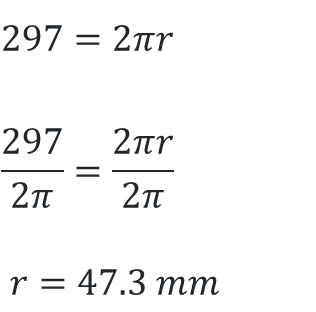 297 = 2πr
297/2π = 2πr/2π
r = 47.3 mm